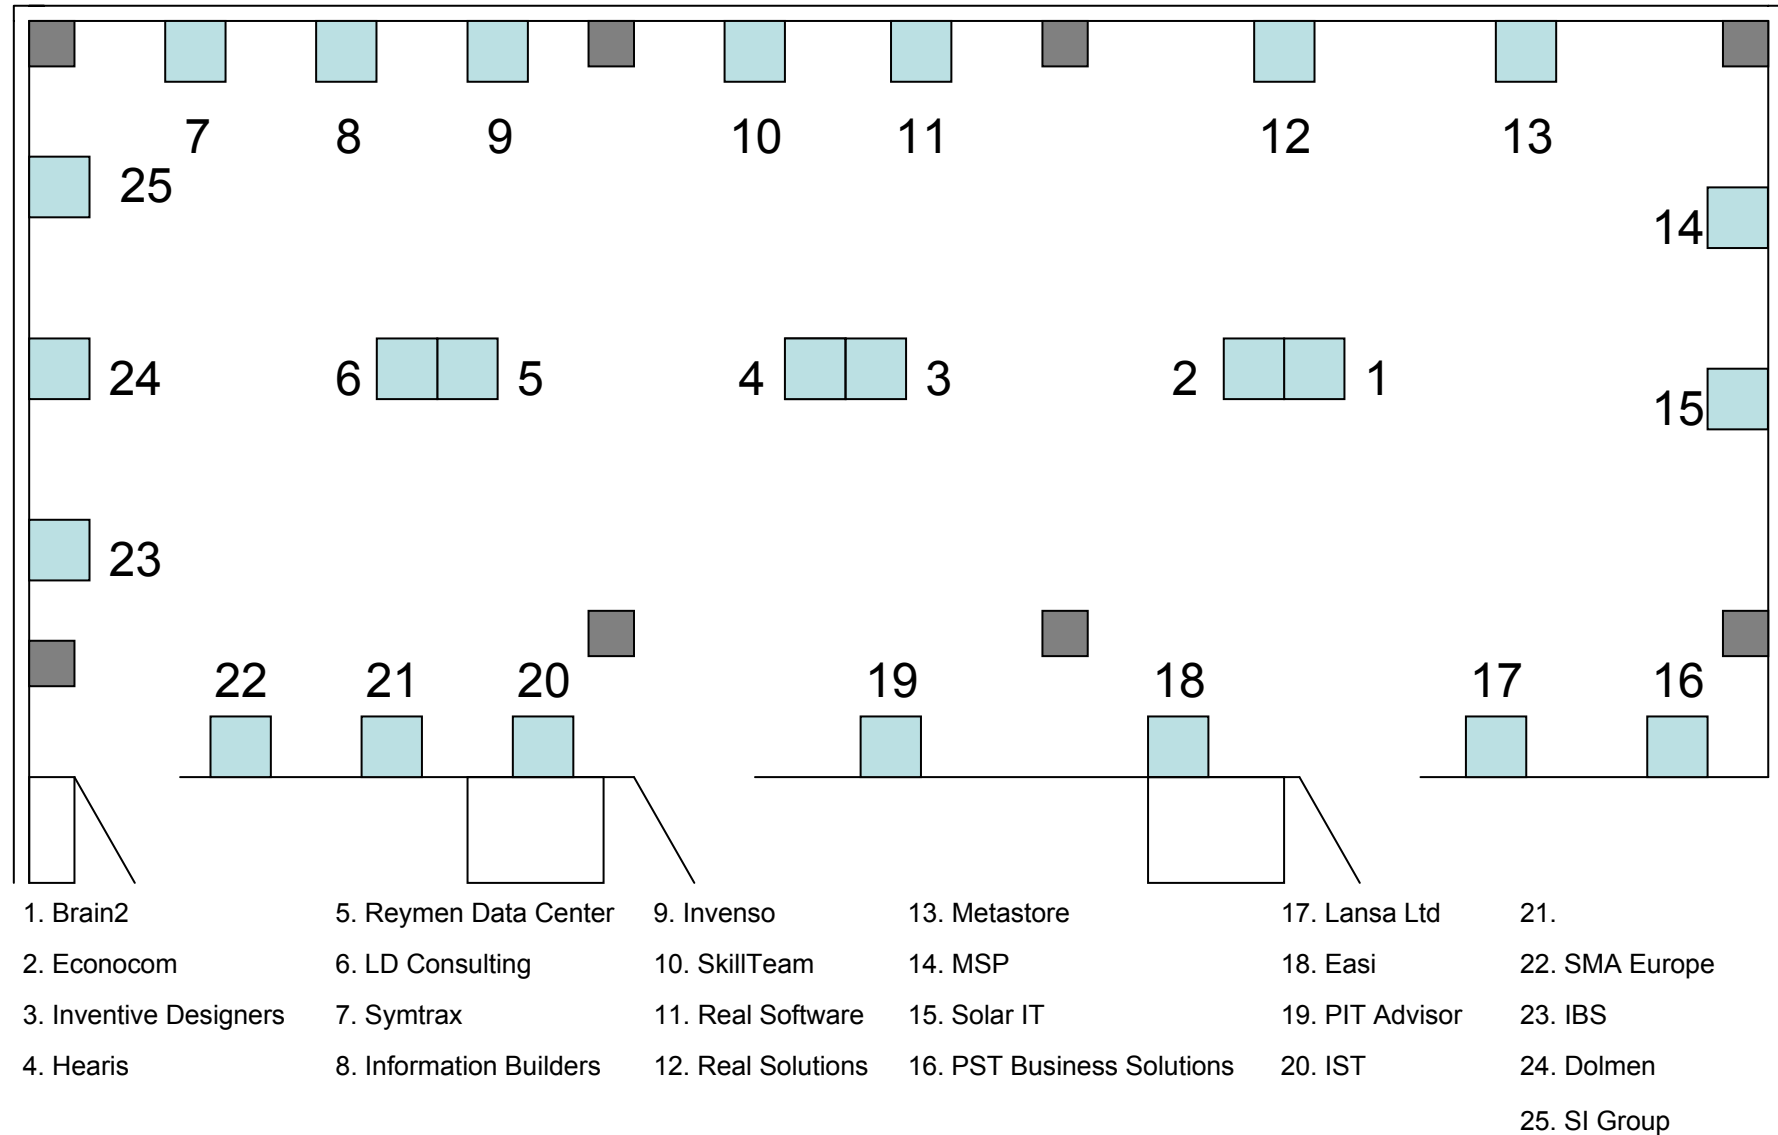 7 8 9 10 11 12 13
25
14
24 6 5 4 3 2 1
15
23
22 21 20 19 18 17 16
1. Brain2 5. Reymen Data Center 9. Invenso 13. Metastore 17. Lansa Ltd 21.
2. Econocom 6. LD Consulting 10. SkillTeam 14. MSP 18. Easi 22. SMA Europe
3. Inventive Designers 7. Symtrax 11. Real Software 15. Solar IT 19. PIT Advisor 23. IBS
4. Hearis 8. Information Builders 12. Real Solutions 16. PST Business Solutions 20. IST 24. Dolmen
25. SI Group